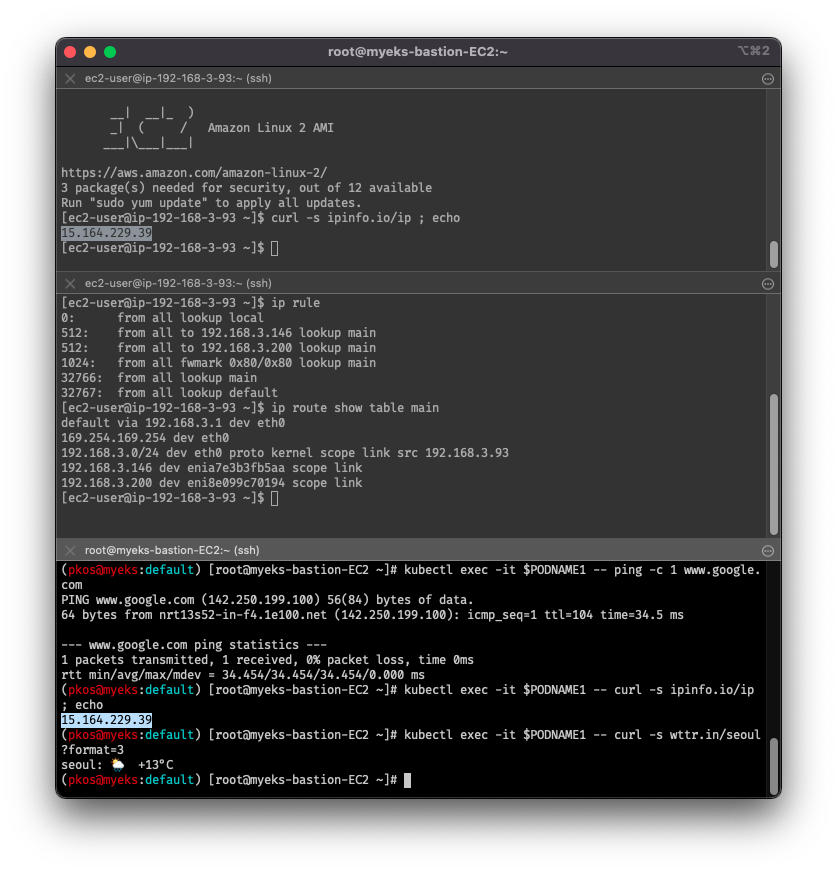 root@myeks-bastion-EC2:~
⌥⌘2
ec2-user@ip-192-168-3-93:~ (ssh)
       __|  __|_  )
       _|  (     /   Amazon Linux 2 AMI
      ___|\___|___|
https://aws.amazon.com/amazon-linux-2/
3 package(s) needed for security, out of 12 available
Run "sudo yum update" to apply all updates.
[ec2-user@ip-192-168-3-93 ~]$ curl -s ipinfo.io/ip ; echo
15.164.229.39
[ec2-user@ip-192-168-3-93 ~]$
ec2-user@ip-192-168-3-93:~ (ssh)
[ec2-user@ip-192-168-3-93 ~]$ ip rule
0:      from all lookup local
512:    from all to 192.168.3.146 lookup main
512:    from all to 192.168.3.200 lookup main
1024:   from all fwmark 0x80/0x80 lookup main
32766:  from all lookup main
32767:  from all lookup default
[ec2-user@ip-192-168-3-93 ~]$ ip route show table main
default via 192.168.3.1 dev eth0
169.254.169.254 dev eth0
192.168.3.0/24 dev eth0 proto kernel scope link src 192.168.3.93
192.168.3.146 dev enia7e3b3fb5aa scope link
192.168.3.200 dev eni8e099c70194 scope link
[ec2-user@ip-192-168-3-93 ~]$
root@myeks-bastion-EC2:~ (ssh)
(pkos@myeks:default) [root@myeks-bastion-EC2 ~]# kubectl exec -it $PODNAME1 -- ping -c 1 www.google.
com
PING www.google.com (142.250.199.100) 56(84) bytes of data.
64 bytes from nrt13s52-in-f4.1e100.net (142.250.199.100): icmp_seq=1 ttl=104 time=34.5 ms
--- www.google.com ping statistics ---
1 packets transmitted, 1 received, 0% packet loss, time 0ms
rtt min/avg/max/mdev = 34.454/34.454/34.454/0.000 ms
(pkos@myeks:default) [root@myeks-bastion-EC2 ~]# kubectl exec -it $PODNAME1 -- curl -s ipinfo.io/ip
; echo
15.164.229.39
(pkos@myeks:default) [root@myeks-bastion-EC2 ~]# kubectl exec -it $PODNAME1 -- curl -s wttr.in/seoul
?format=3
seoul: 🌦 +13°C
(pkos@myeks:default) [root@myeks-bastion-EC2 ~]#